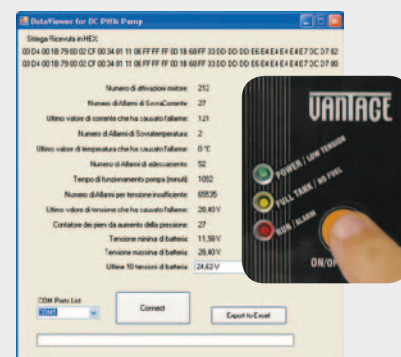 DataViewer for DC PWM Pump
Stringa Ricevuta in HEX:
Numero di attivazioni motore: 212
Numero di Allarmi di SovraCorrente: 27
Ultimo valore di corrente che ha causato l'allarme: 121
Numero di Allarmi di Sovratemperatura: 2
Ultimo valore di temperatura che ha causato l'allarme: 0 °C
Numero di Allarmi di adescamento: 52
Tempo di funzionamento pompa (minuti):
Numero di Allarmi per tensione insufficiente: 65535
Ultimo valore di tensione che ha causato l'allarme: 28,40 V
Contatore dei pieni da aumento della pressione: 27
Tensione minima di batteria: 11,58 V
Tensione massima di batteria: 28,40 V
Ultime 10 tensioni di batteria: 24,62 V
COM Ports List
COM5
Connect
Export to Excel
VANTAGE
POWER / LOW TENSION
FULL TANK / NO FUEL
RUN / ALARM
ON/OF